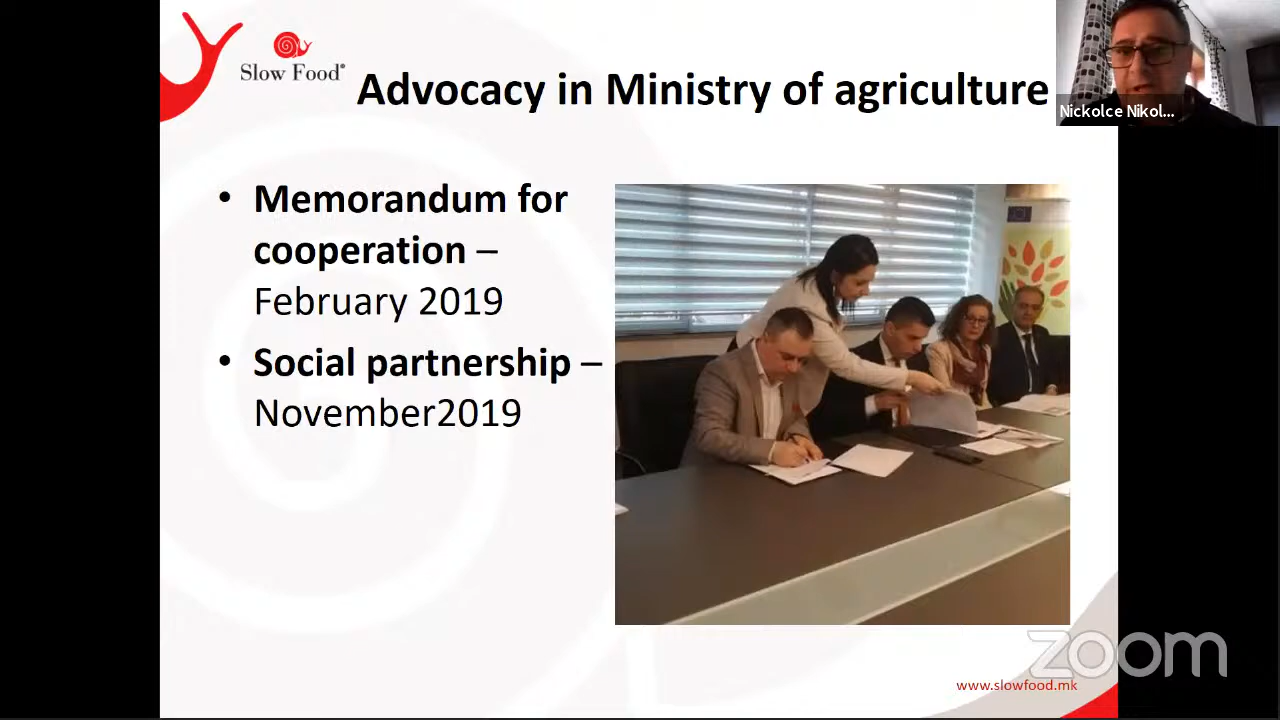 Slow Food®
Advocacy in Ministry of agriculture
Nickolce Nikol...
• Memorandum for
cooperation –
February 2019
• Social partnership –
November2019
zoom
www.slowfood.mk